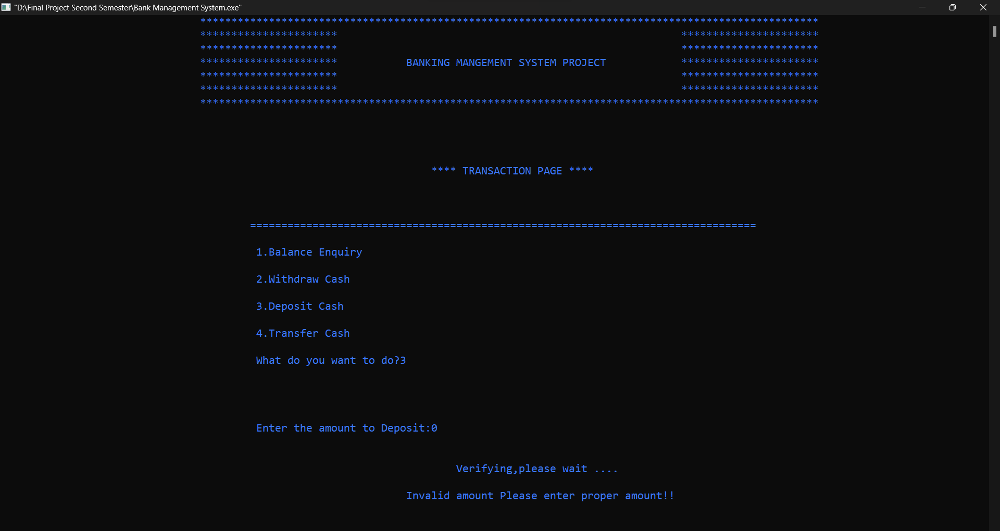 "D:\Final Project Second Semester\Bank Management System.exe"
***************************************************************************************************
**********************                                                       **********************
**********************                                                       **********************
**********************           BANKING MANGEMENT SYSTEM PROJECT            **********************
**********************                                                       **********************
**********************                                                       **********************
***************************************************************************************************
**** TRANSACTION PAGE ****
=================================================================================
1.Balance Enquiry
2.Withdraw Cash
3.Deposit Cash
4.Transfer Cash
What do you want to do?3
Enter the amount to Deposit:0
Verifying,please wait ....
Invalid amount Please enter proper amount!!